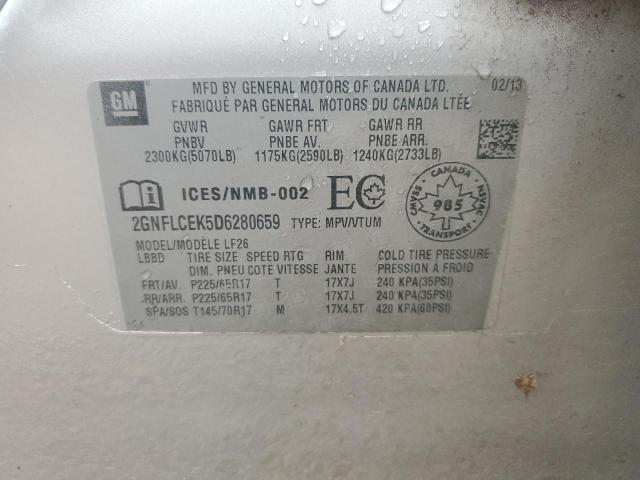 GM
MFD BY GENERAL MOTORS OF CANADA LTD. 02/13
FABRIQUÉ PAR GENERAL MOTORS DU CANADA LTÉE
GVWR GAWR FRT GAWR RR
PNBV PNBE AV. PNBE ARR.
2300KG(5070LB) 1175KG(2590LB) 1240KG(2733LB)
ICES/NMB-002 EC
CANADA CMVSS 985 NSVAC TRANSPORT
2GNFLCEK5D6280659 TYPE: MPV/VTUM
MODEL/MODÈLE LF26
LBBD TIRE SIZE SPEED RTG RIM COLD TIRE PRESSURE
DIM. PNEU COTE VITESSE JANTE PRESSION À FROID
FRT/AV. P225/65R17 T 17X7J 240 KPA(35PSI)
RR/ARR. P225/65R17 T 17X7J 240 KPA(35PSI)
SPA/SOS T145/70R17 M 17X4.5T 420 KPA(60PSI)